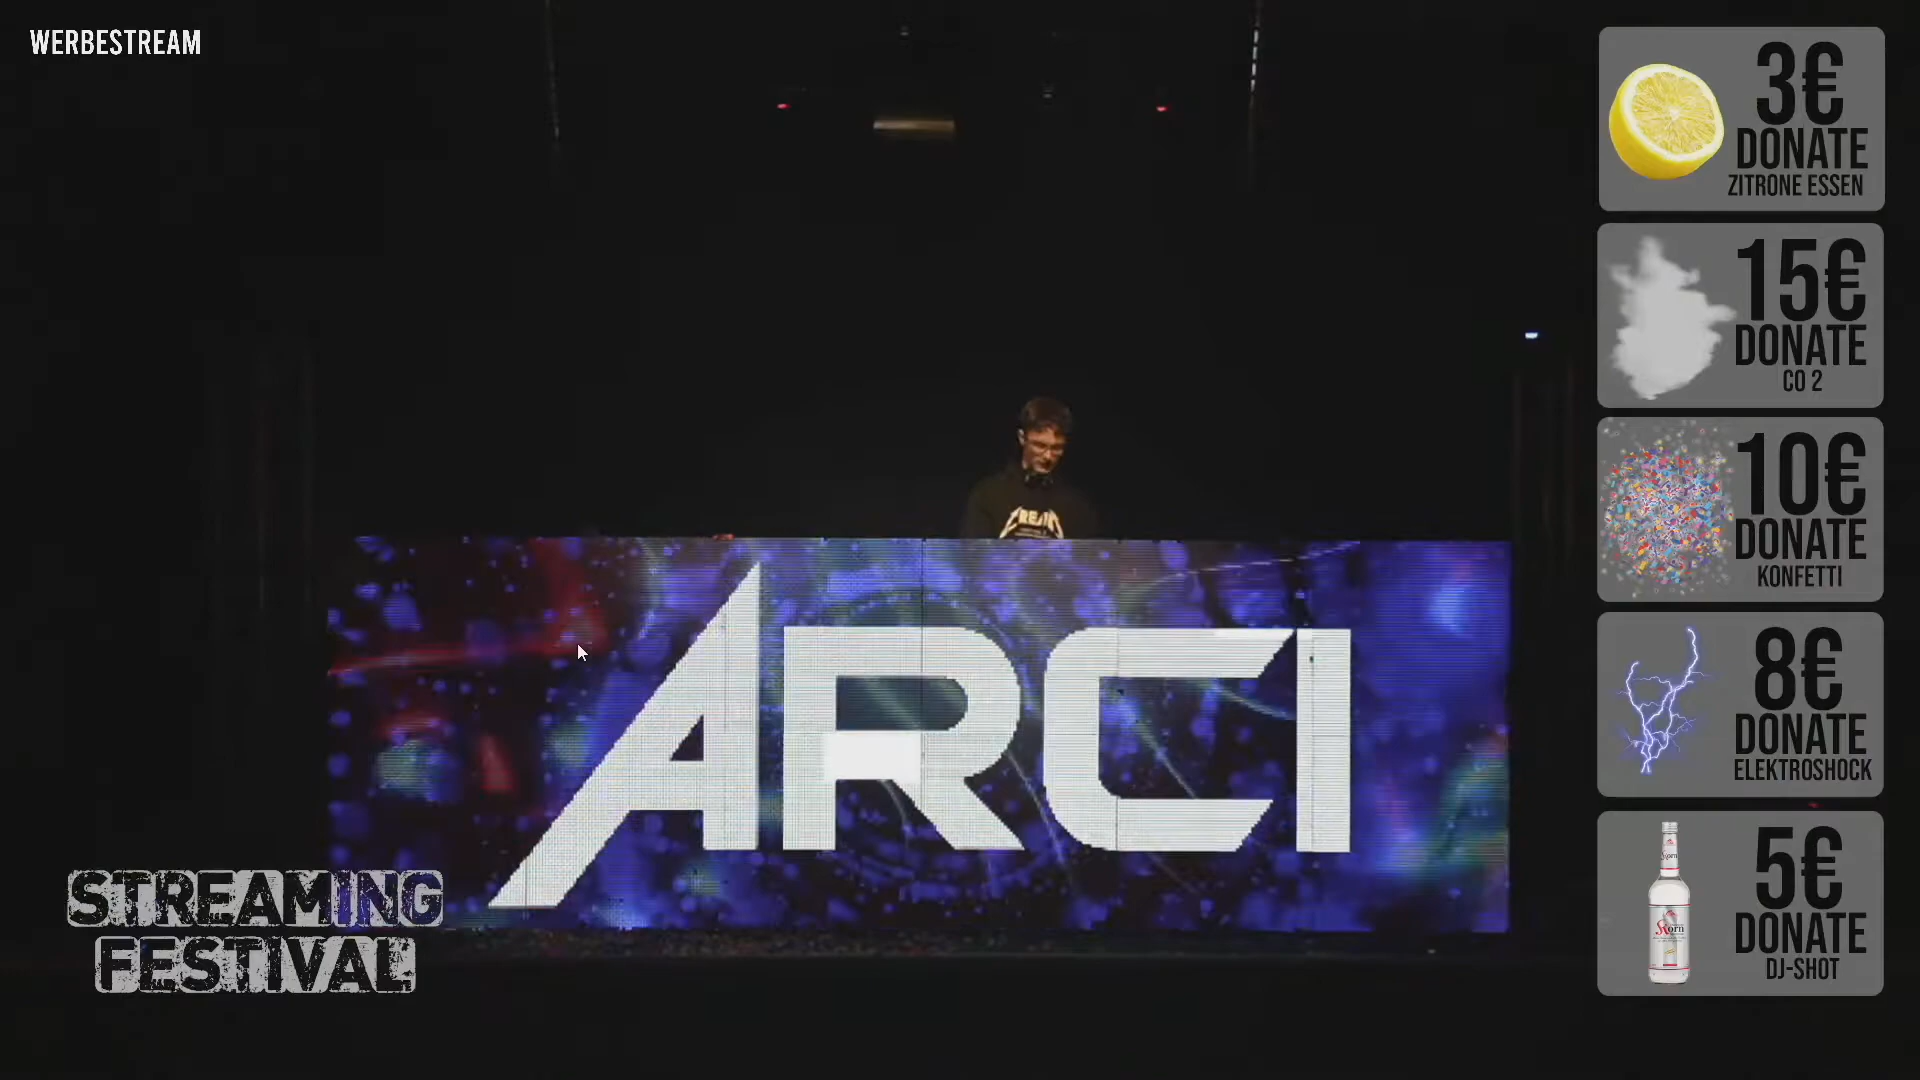 WERBESTREAM
3€
DONATE
ZITRONE ESSEN
15€
DONATE
CO 2
10€
DONATE
KONFETTI
8€
DONATE
ELEKTROSHOCK
5€
DONATE
DJ-SHOT
Korn
ARCI
STREAMING
FESTIVAL